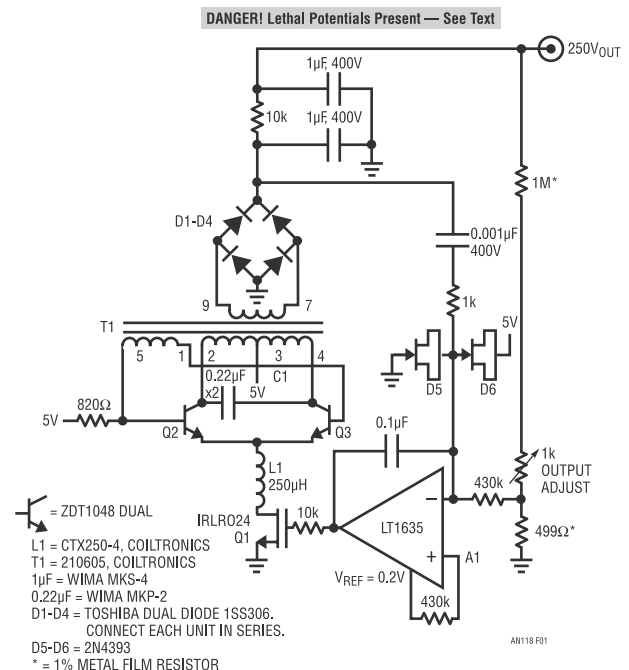 DANGER! Lethal Potentials Present — See Text
250VOUT
1µF, 400V
10k
1µF, 400V
1M*
D1-D4
0.001µF
400V
9
7
1k
T1
5V
5
1
2
3
4
D5
D6
C1
0.22µF
x2
5V
820Ω
5V
Q2
Q3
0.1µF
1k
OUTPUT
ADJUST
L1
250µH
430k
–
LT1635
+
A1
499Ω*
= ZDT1048 DUAL
IRLRO24
Q1
10k
VREF = 0.2V
430k
L1 = CTX250-4, COILTRONICS
T1 = 210605, COILTRONICS
1µF = WIMA MKS-4
0.22µF = WIMA MKP-2
D1-D4 = TOSHIBA DUAL DIODE 1SS306.
CONNECT EACH UNIT IN SERIES.
D5-D6 = 2N4393
* = 1% METAL FILM RESISTOR
AN118 F01